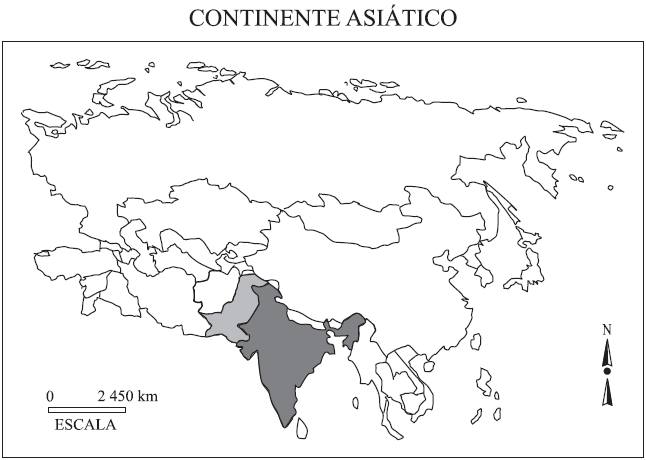 CONTINENTE ASIÁTICO
N
0 2 450 km
ESCALA